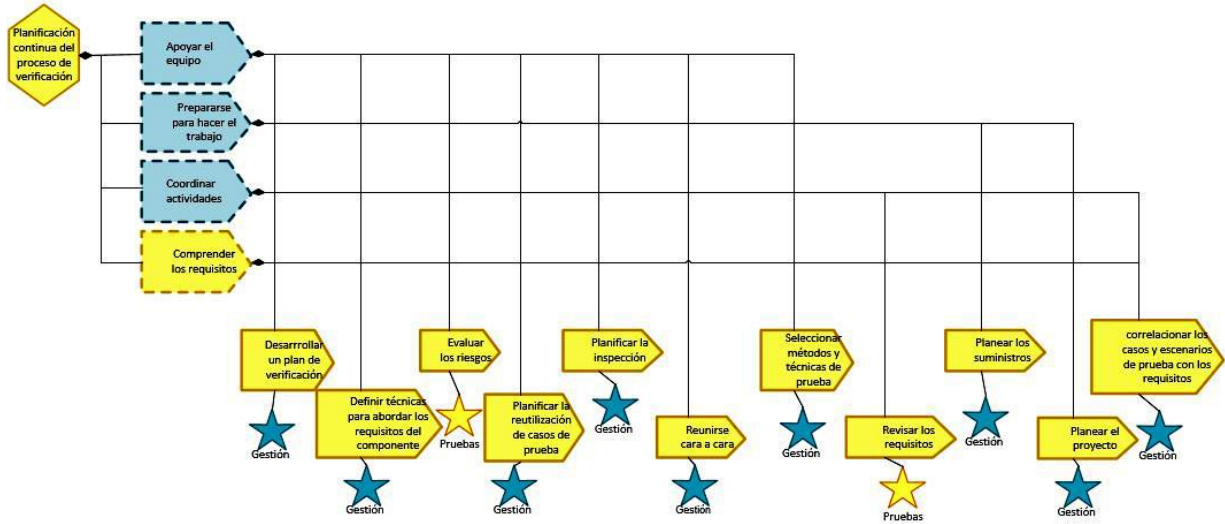 Planificación
continua del
proceso de
verificación
Apoyar el
equipo
Prepararse
para hacer el
trabajo
Coordinar
actividades
Comprender
los requisitos
Desarrrollar
un plan de
verificación
Gestión
Definir técnicas
para abordar los
requisitos del
componente
Gestión
Evaluar
los riesgos
Pruebas
Planificar la
reutilización
de casos de
prueba
Gestión
Planificar la
inspección
Gestión
Reunirse
cara a cara
Gestión
Seleccionar
métodos y
técnicas de
prueba
Gestión
Revisar los
requisitos
Pruebas
Planear los
suministros
Gestión
Planear el
proyecto
Gestión
correlacionar los
casos y escenarios
de prueba con los
requisitos
Gestión